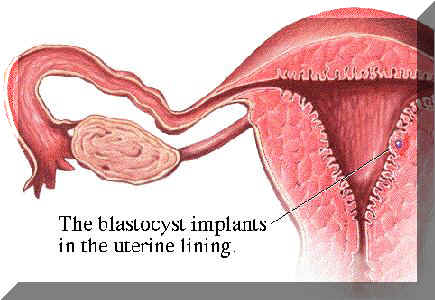 The blastocyst implants
in the uterine lining.